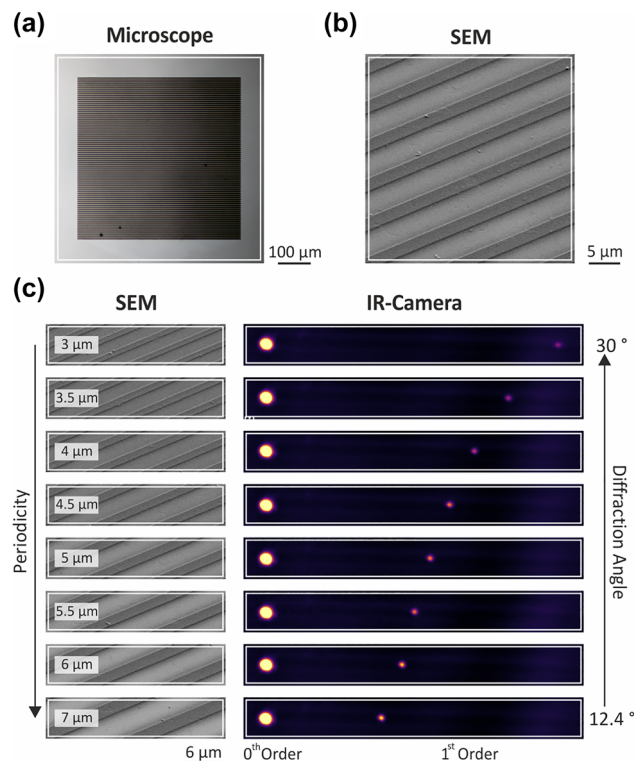 (a)
Microscope
100 µm
(b)
SEM
5 µm
(c)
SEM
IR-Camera
Periodicity
3 µm
3.5 µm
4 µm
4.5 µm
5 µm
5.5 µm
6 µm
7 µm
6 µm
0th Order
1st Order
30 °
Diffraction Angle
12.4 °